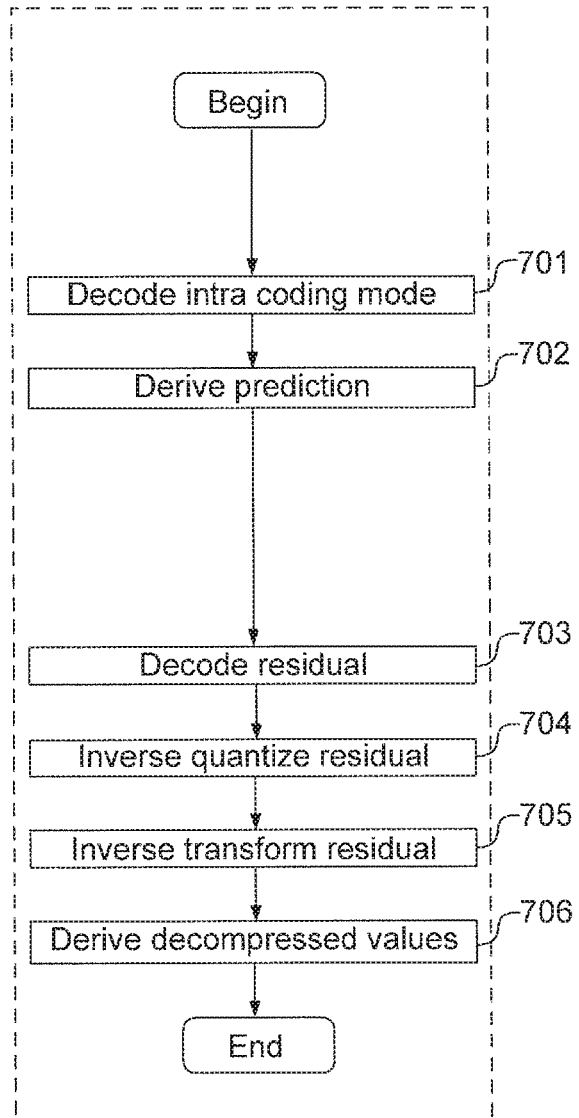 Begin
701
Decode intra coding mode
702
Derive prediction
703
Decode residual
704
Inverse quantize residual
705
Inverse transform residual
706
Derive decompressed values
End